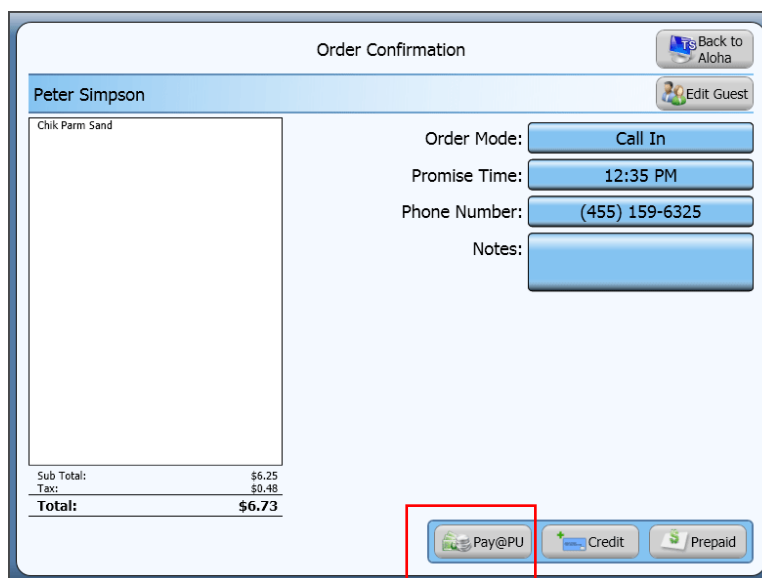 Order Confirmation
TS Back to
Aloha
Peter Simpson
Edit Guest
Chik Parm Sand
Order Mode: Call In
Promise Time: 12:35 PM
Phone Number: (455) 159-6325
Notes:
Sub Total: $6.25
Tax: $0.48
Total: $6.73
Pay@PU Credit $ Prepaid